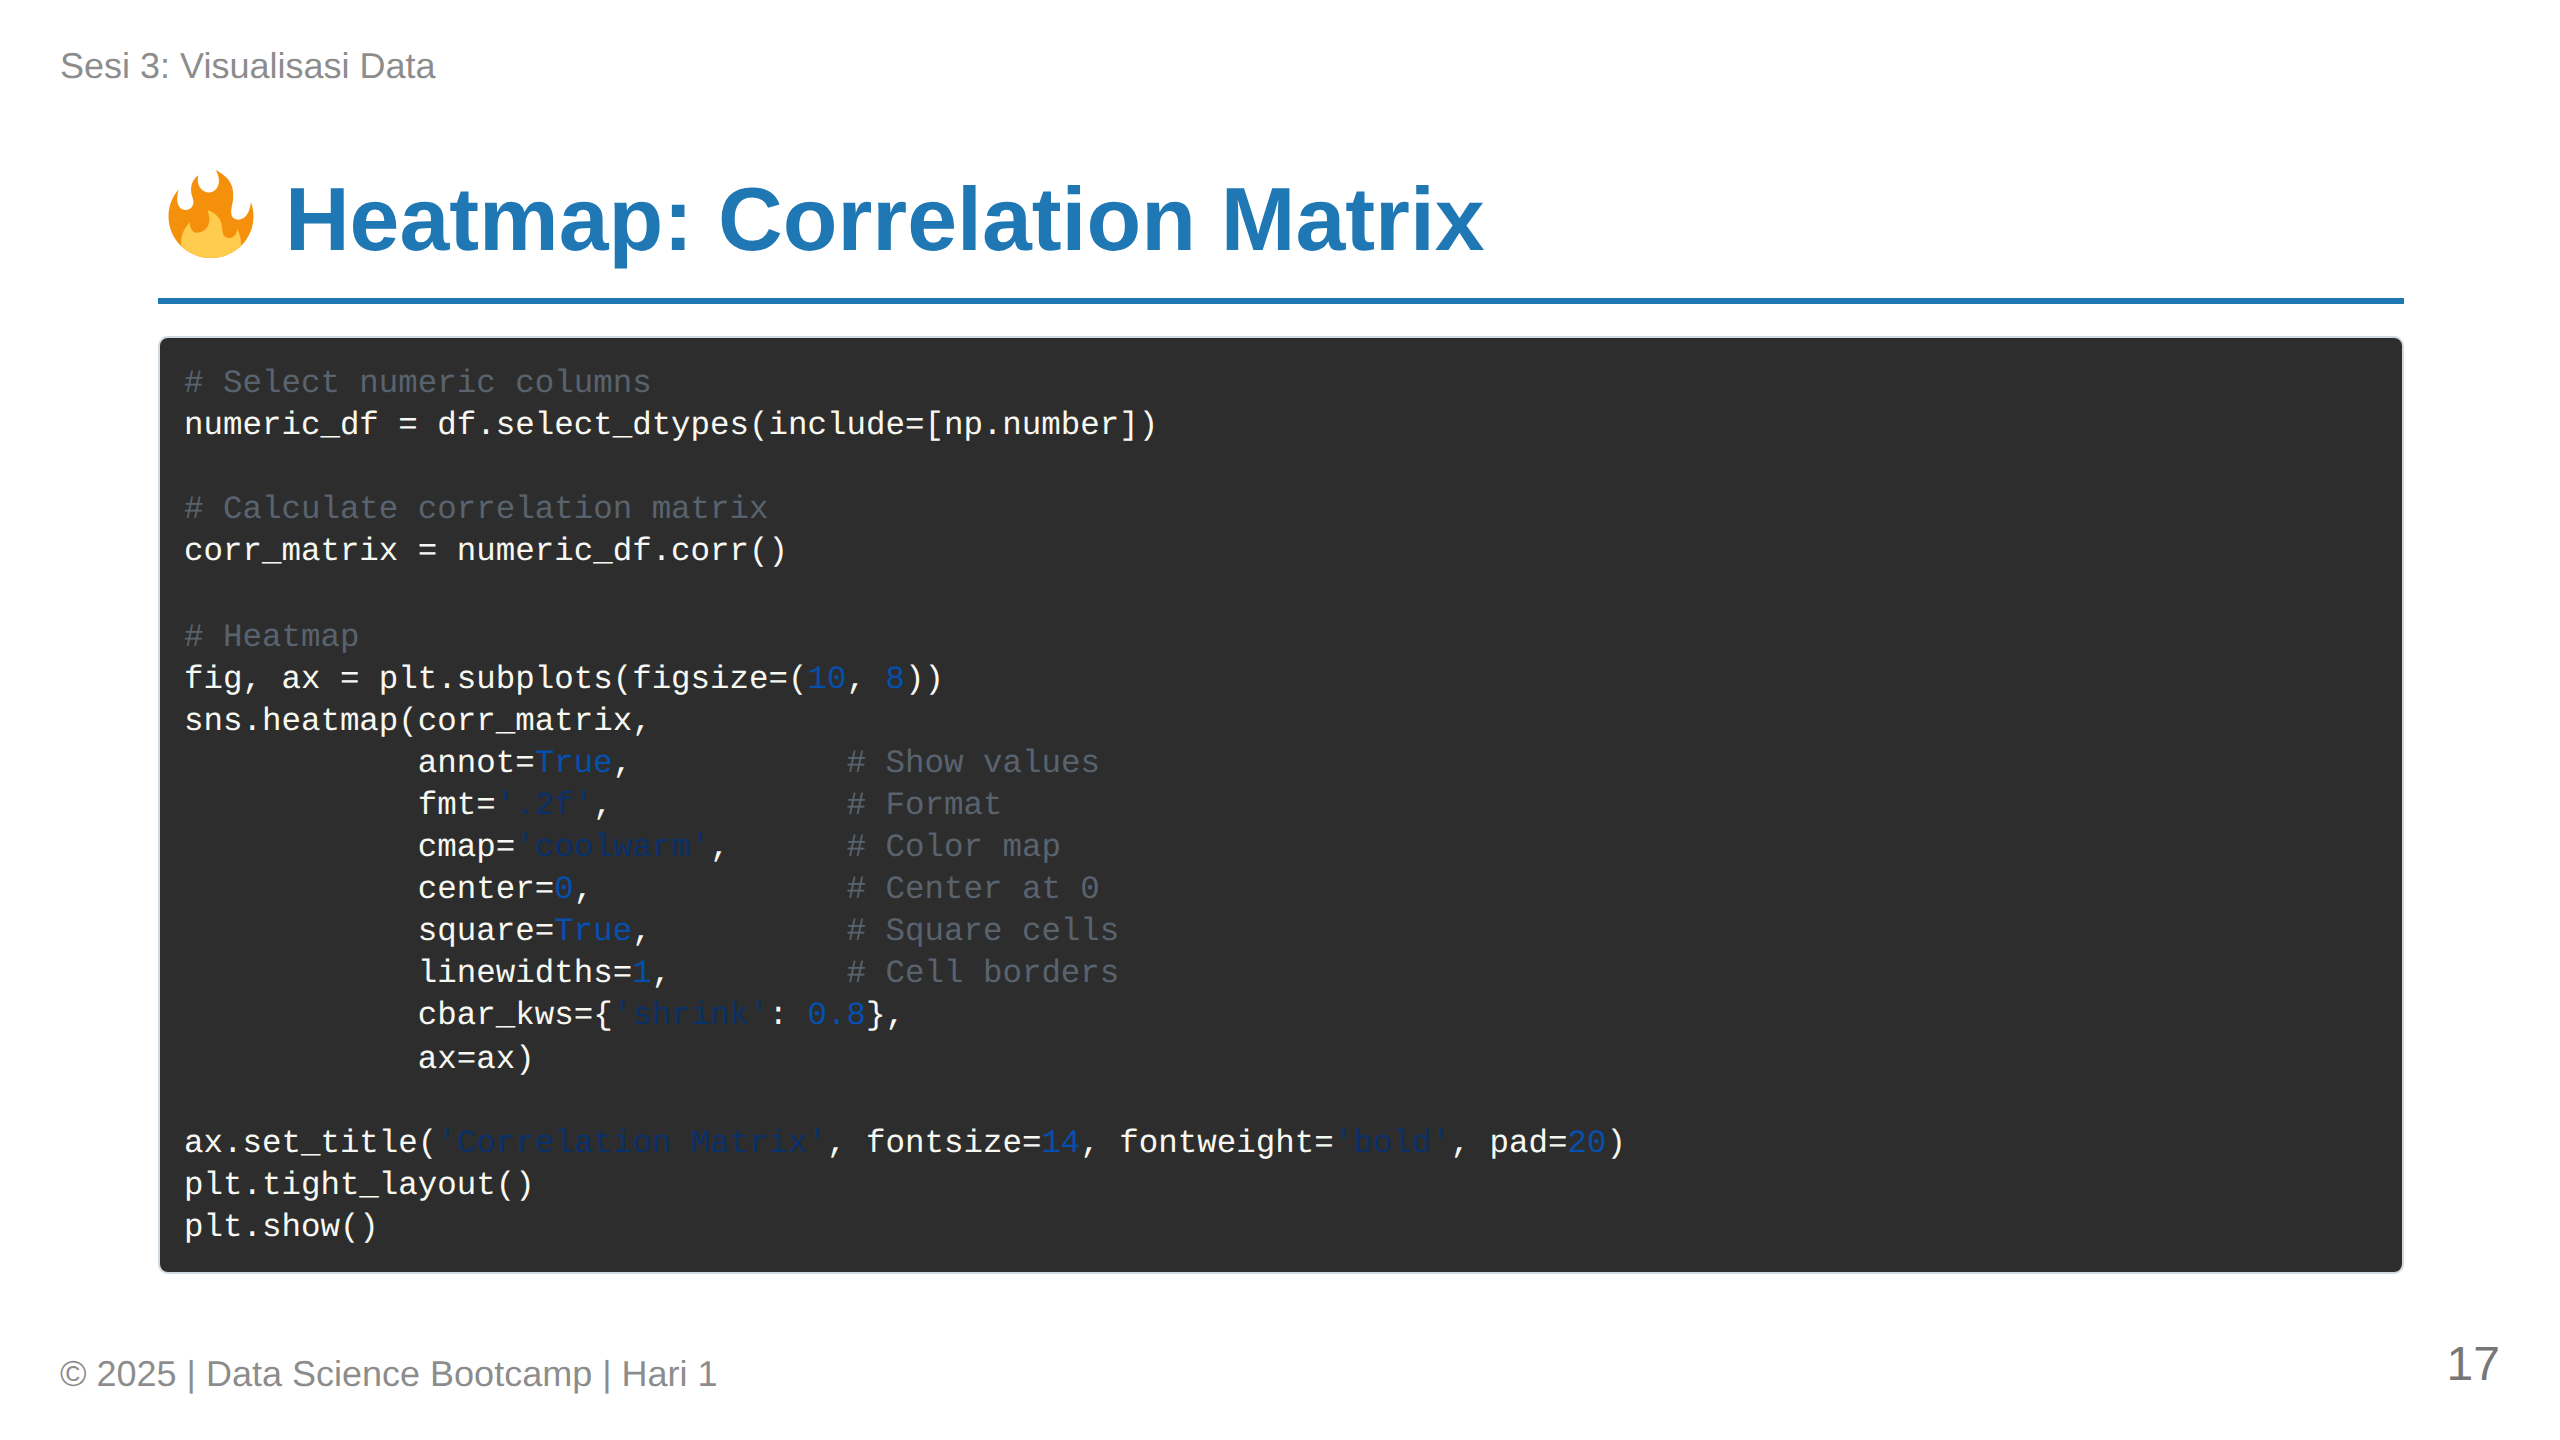 Sesi 3: Visualisasi Data
🔥 Heatmap: Correlation Matrix
# Select numeric columns
numeric_df = df.select_dtypes(include=[np.number])

# Calculate correlation matrix
corr_matrix = numeric_df.corr()

# Heatmap
fig, ax = plt.subplots(figsize=(10, 8))
sns.heatmap(corr_matrix,
            annot=True,           # Show values
            fmt='.2f',            # Format
            cmap='coolwarm',      # Color map
            center=0,             # Center at 0
            square=True,          # Square cells
            linewidths=1,         # Cell borders
            cbar_kws={'shrink': 0.8},
            ax=ax)

ax.set_title('Correlation Matrix', fontsize=14, fontweight='bold', pad=20)
plt.tight_layout()
plt.show()
© 2025 | Data Science Bootcamp | Hari 1
17